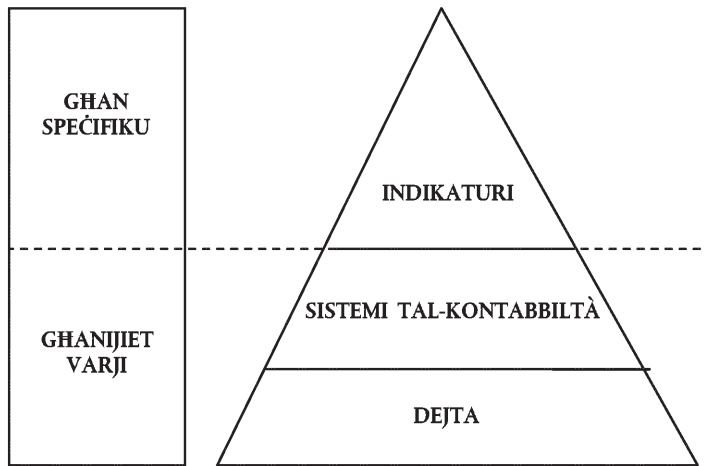 GĦAN
SPEĊIFIKU
INDIKATURI
SISTEMI TAL-KONTABBILTÀ
GĦANIJIET
VARJI
DEJTA